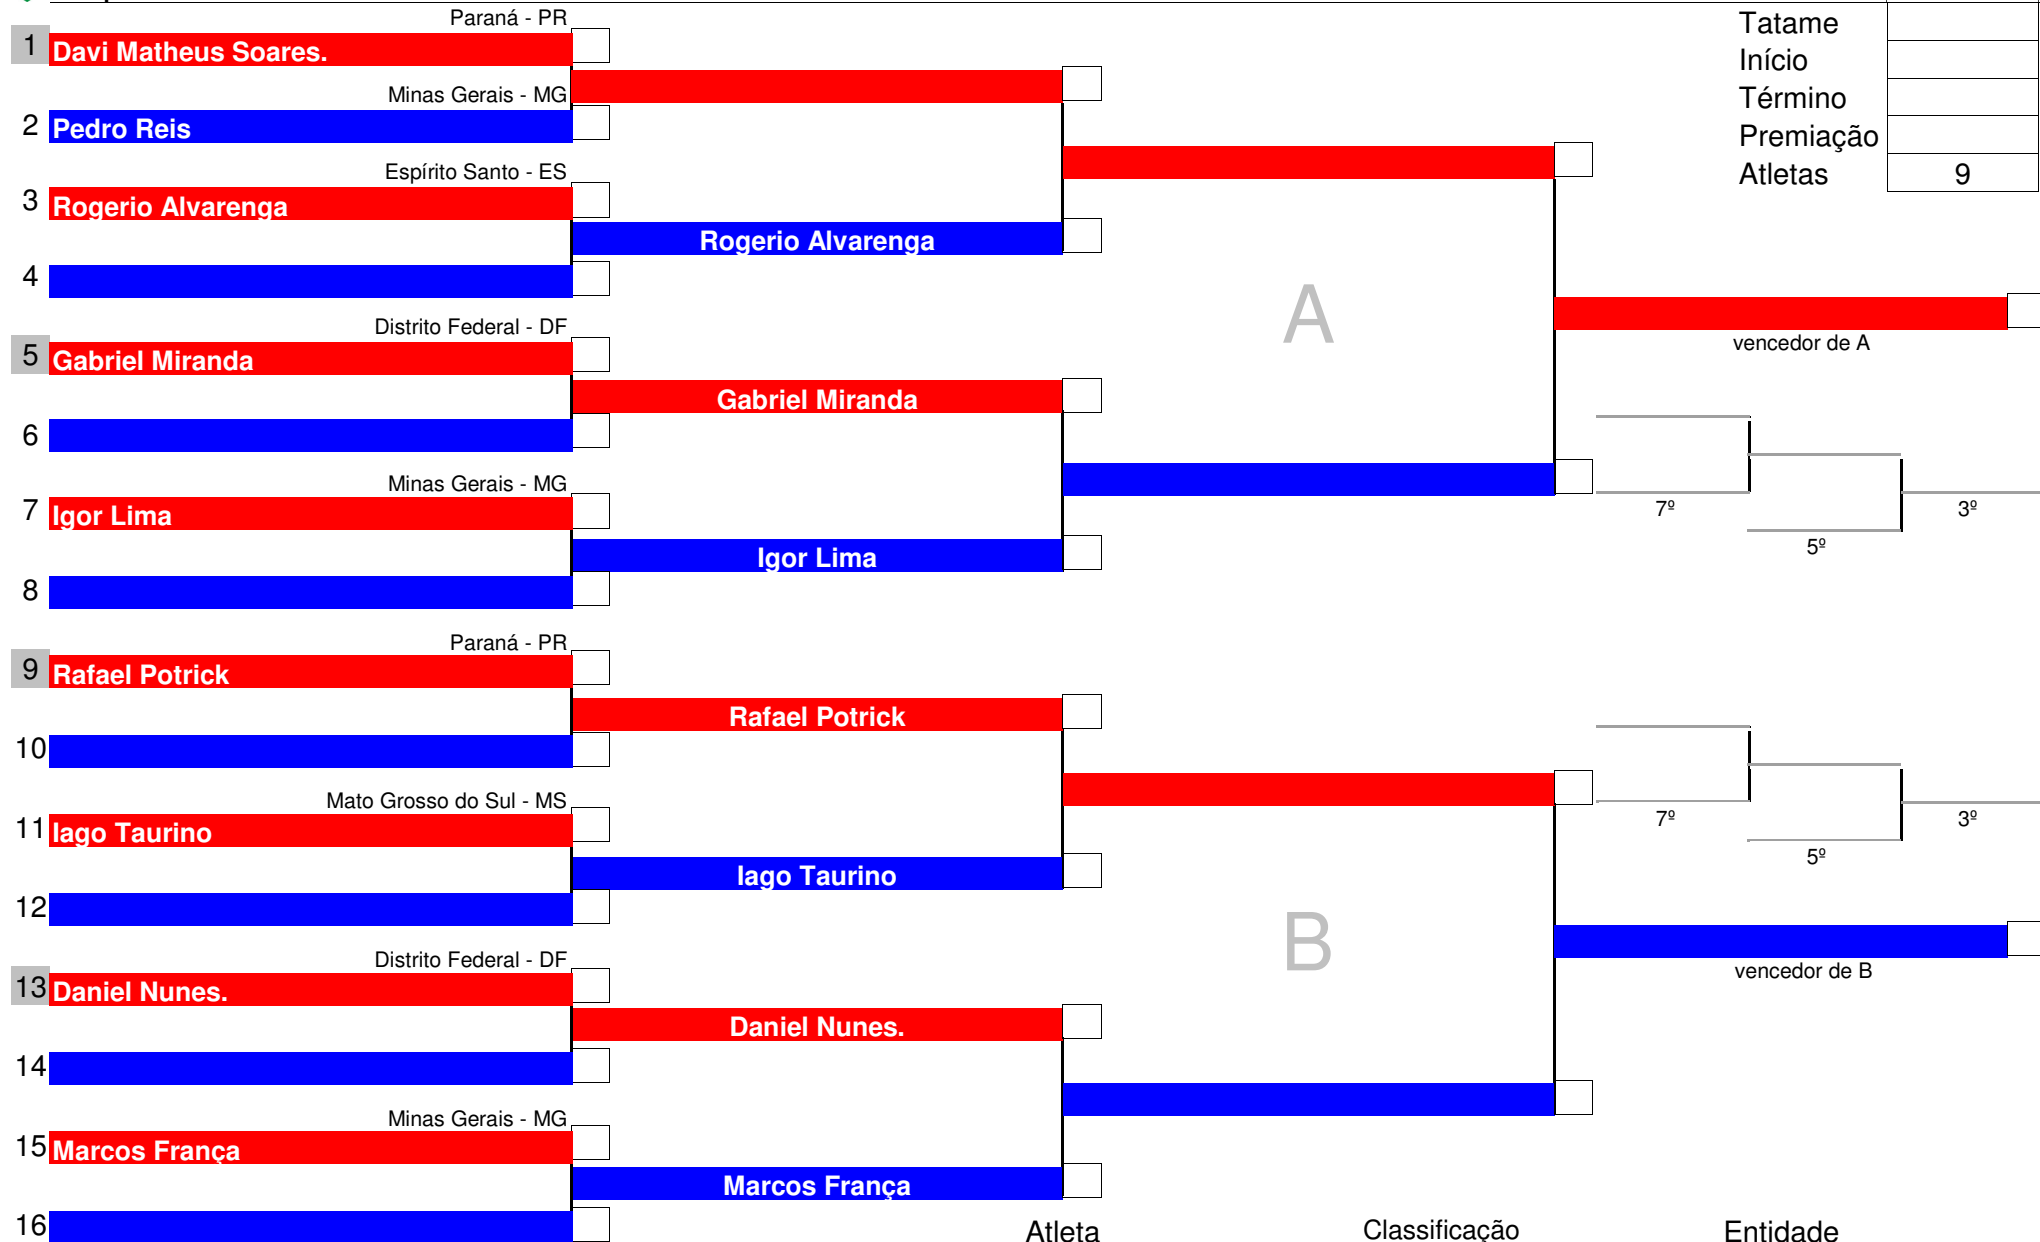 Paraná - PR
1 Davi Matheus Soares.
Minas Gerais - MG
2 Pedro Reis
Espírito Santo - ES
3 Rogerio Alvarenga
Rogerio Alvarenga
4
Distrito Federal - DF
5 Gabriel Miranda
Gabriel Miranda
6
Minas Gerais - MG
7 Igor Lima
Igor Lima
8
Paraná - PR
9 Rafael Potrick
Rafael Potrick
10
Mato Grosso do Sul - MS
11 Iago Taurino
Iago Taurino
12
Distrito Federal - DF
13 Daniel Nunes.
Daniel Nunes.
14
Minas Gerais - MG
15 Marcos França
Marcos França
16
A
B
Tatame
Início
Término
Premiação
Atletas 9
vencedor de A
7º
3º
5º
7º
3º
5º
vencedor de B
Atleta Classificação Entidade